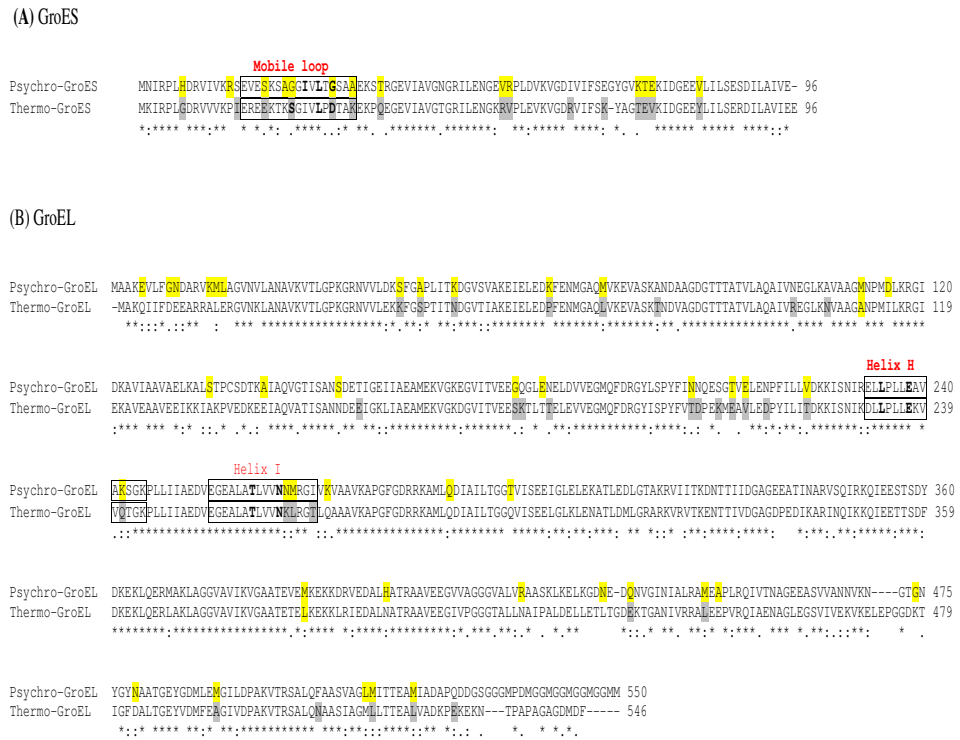 (A) GroES
Mobile loop
Psychro-GroES MNIRPLHDRVIVKRSEVESKSAGGIVLTGSAAEKSTRGEVIAVGNGRILENGEVRPLDVKVGDIVIFSEGYGVKTEKIDGEEVLILSESDILAIVE- 96
Thermo-GroES MKIRPLGDRVVVKPIEREEKTKSGIVLPDTAKEKPQEGEVIAVGTGRILENGKRVPLEVKVGDRVIFSK-YAGTEVKIDGEEYLILSERDILAVIEE 96
*:**** ***:** * *.*: .****..:* ** .*******.******* **:***** ****: *. . ****** ***** ****::*
(B) GroEL
Psychro-GroEL MAAKEVLFGNDARVKMLAGVNVLANAVKVTLGPKGRNVVLDKSFGAPLITKDGVSVAKEIELEDKFENMGAQMVKEVASKANDAAGDGTTTATVLAQAIVNEGLKAVAAGMNPMDLKRGI 120
Thermo-GroEL -MAKQIIFDEEARRALERGVNKLANAVKVTLGPKGRNVVLEKKFGSPTITNDGVTIAKEIELEDPFENMGAQLVKEVASKTNDVAGDGTTTATVLAQAIVREGLKNVAAGANPMILKRGI 119
**:::*.::** : *** ******************:*.**:* **:***::******** *******:*******:**.****************.**** **** *** *****
Helix H
Psychro-GroEL DKAVIAAVAELKALSTPCSDTKAIAQVGTISANSDETIGEIIAEAMEKVGKEGVITVEEGQGLENELDVVEGMQFDRGYLSPYFINNQESGTVELENPFILLVDKKISNIRELLPLLEAV 240
Thermo-GroEL EKAVEAAVEEIKKIAKPVEDKEEIAQVATISANNDEEIGKLIAEAMEKVGKDGVITVEESKTLTTELEVVEGMQFDRGYISPYFVTDPEKMEAVLEDPYILITDKKISNIKDLLPLLEKV 239
Helix I
Psychro-GroEL AKSGKPLLIIAEDVEGEALATLVVNNMRGIVKVAAVKAPGFGDRRKAMLQDIAILTGGTVISEEIGLELEKATLEDLGTAKRVIITKDNTTIIDGAGEEATINARVSQIRKQIEESTSDY 360
Thermo-GroEL VQTGKPLLIIAEDVEGEALATLVVNKLRGTLQAAAVKAPGFGDRRKAMLQDIAILTGGQVISEELGLKLENATLDMLGRARKVRVTKENTTIVDGAGDPEDIKARINQIKKQIEETTSDF 359
Psychro-GroEL DKEKLQERMAKLAGGVAVIKVGAATEVEMKEKKDRVEDALHATRAAVEEGVVAGGGVALVRAASKLKELKGDNE-DQNVGINIALRAMEAPLRQIVTNAGEEASVVANNVKN----GTGN 475
Thermo-GroEL DKEKLQERLAKLAGGVAVIKVGAATETELKEKKLRIEDALNATRAAVEEGIVPGGGTALLNAIPALDELLETLTGDEKTGANIVRRALEEPVRQIAENAGLEGSVIVEKVKELEPGDKT 479
Psychro-GroEL YGYNAATGEYGDMLEMGILDPAKVTRSALQFAASVAGLMITTEAMIADAPQDDGSGGGMPDMGGMGGMGGMGGMM 550
Thermo-GroEL IGFDALTGEYVDMFEAGIVDPAKVTRSALQNAASIAGMLLTTEALVADKPEKEKN---TPAPAGAGDMDF----- 546